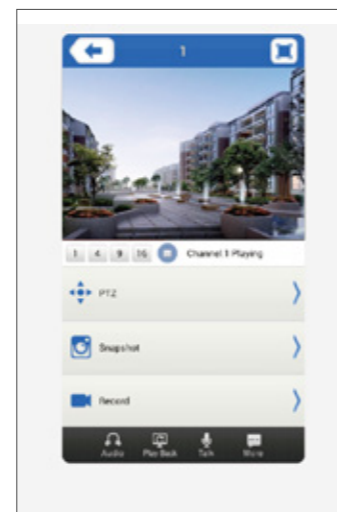 1
1 4 9 16 Channel 1 Playing
PTZ
Snapshot
Record
Audio Play Back Talk More